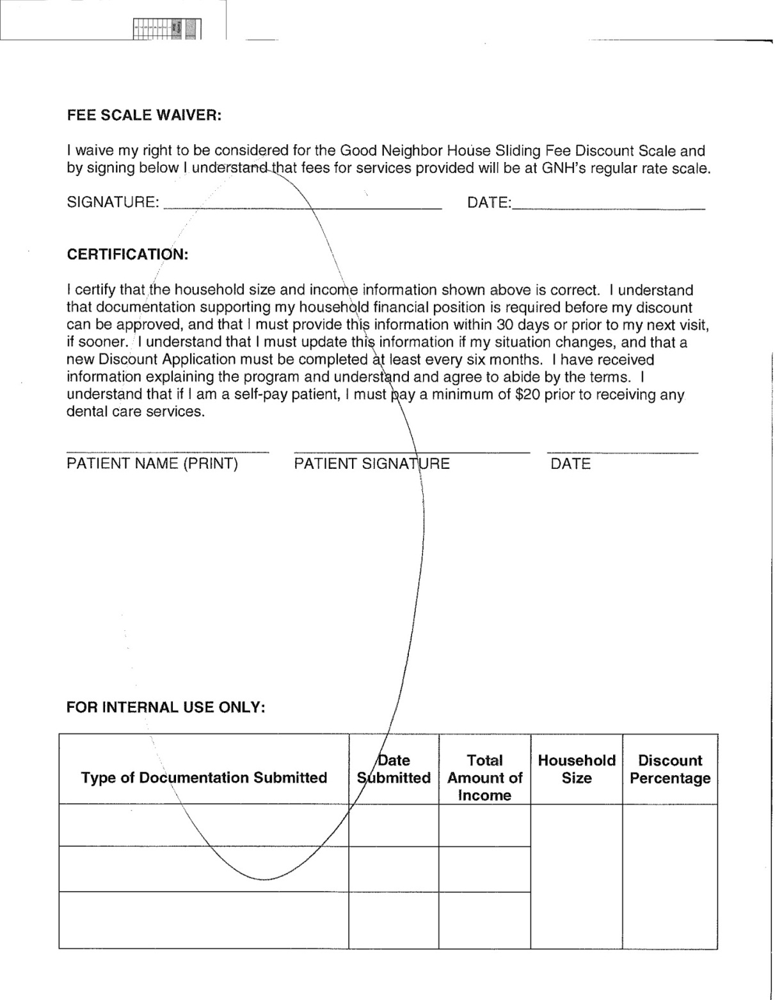 FEE SCALE WAIVER:
I waive my right to be considered for the Good Neighbor House Sliding Fee Discount Scale and
by signing below I understand that fees for services provided will be at GNH's regular rate scale.
SIGNATURE: DATE:
CERTIFICATION:
I certify that the household size and income information shown above is correct. I understand
that documentation supporting my household financial position is required before my discount
can be approved, and that I must provide this information within 30 days or prior to my next visit,
if sooner. I understand that I must update this information if my situation changes, and that a
new Discount Application must be completed at least every six months. I have received
information explaining the program and understand and agree to abide by the terms. I
understand that if I am a self-pay patient, I must pay a minimum of $20 prior to receiving any
dental care services.
PATIENT NAME (PRINT) PATIENT SIGNATURE DATE
FOR INTERNAL USE ONLY:
Type of Documentation Submitted
Date
Submitted
Total
Amount of
Income
Household
Size
Discount
Percentage